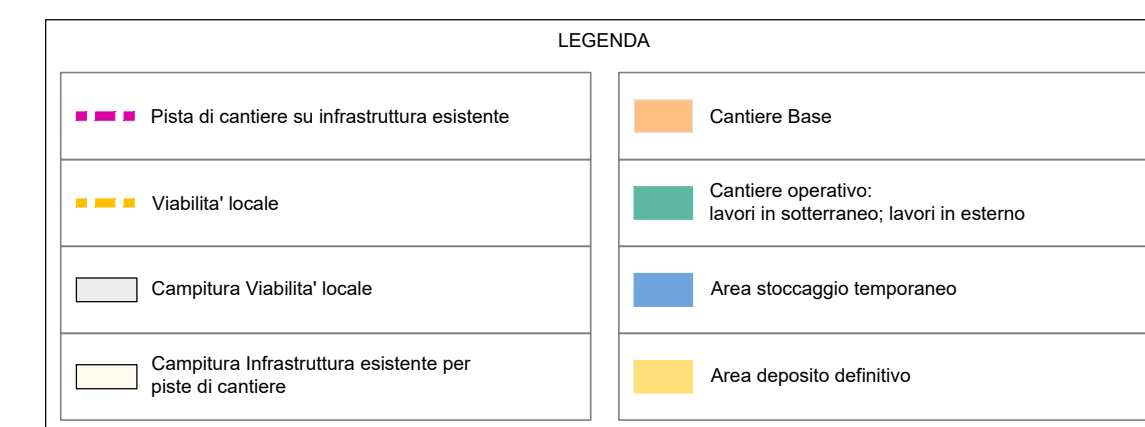 LEGENDA
Pista di cantiere su infrastruttura esistente
Viabilita' locale
Campitura Viabilita' locale
Campitura Infrastruttura esistente per
piste di cantiere
Cantiere Base
Cantiere operativo:
lavori in sotterraneo; lavori in esterno
Area stoccaggio temporaneo
Area deposito definitivo